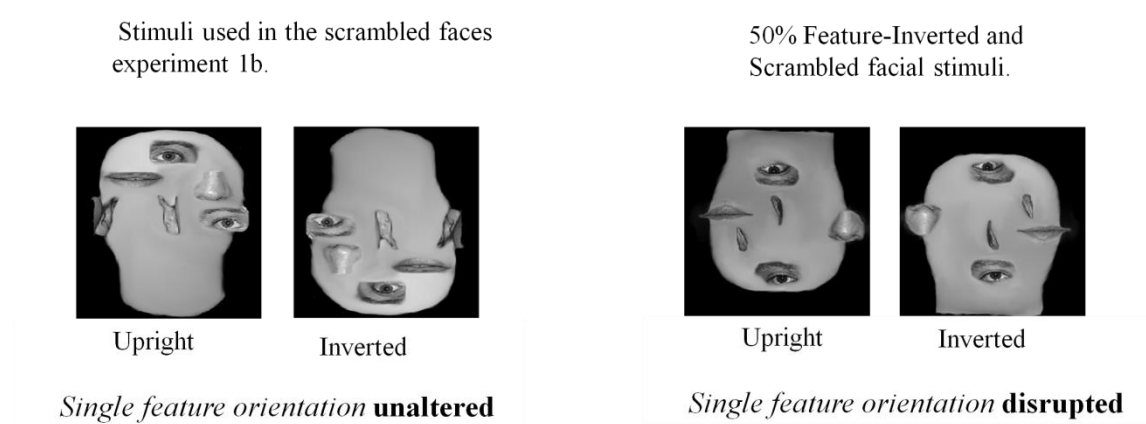 Stimuli used in the scrambled faces
experiment 1b.
50% Feature-Inverted and
Scrambled facial stimuli.
Upright
Inverted
Upright
Inverted
Single feature orientation unaltered
Single feature orientation disrupted